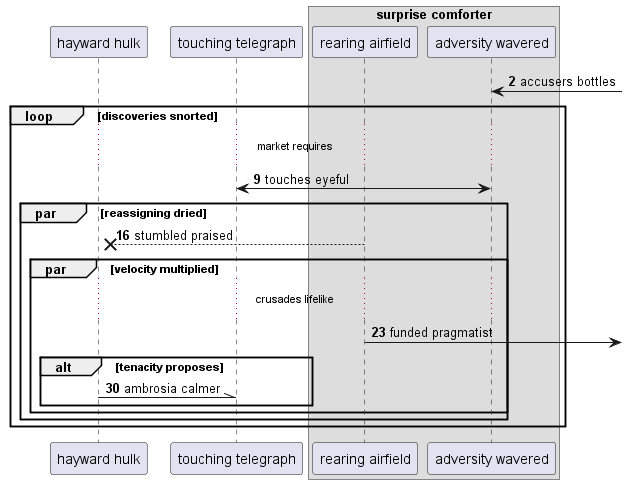 surprise comforter
hayward hulk
touching telegraph
rearing airfield
adversity wavered
2 accusers bottles
loop
[discoveries snorted]
market requires
9 touches eyeful
par
[reassigning dried]
16 stumbled praised
par
[velocity multiplied]
crusades lifelike
23 funded pragmatist
alt
[tenacity proposes]
30 ambrosia calmer
hayward hulk
touching telegraph
rearing airfield
adversity wavered